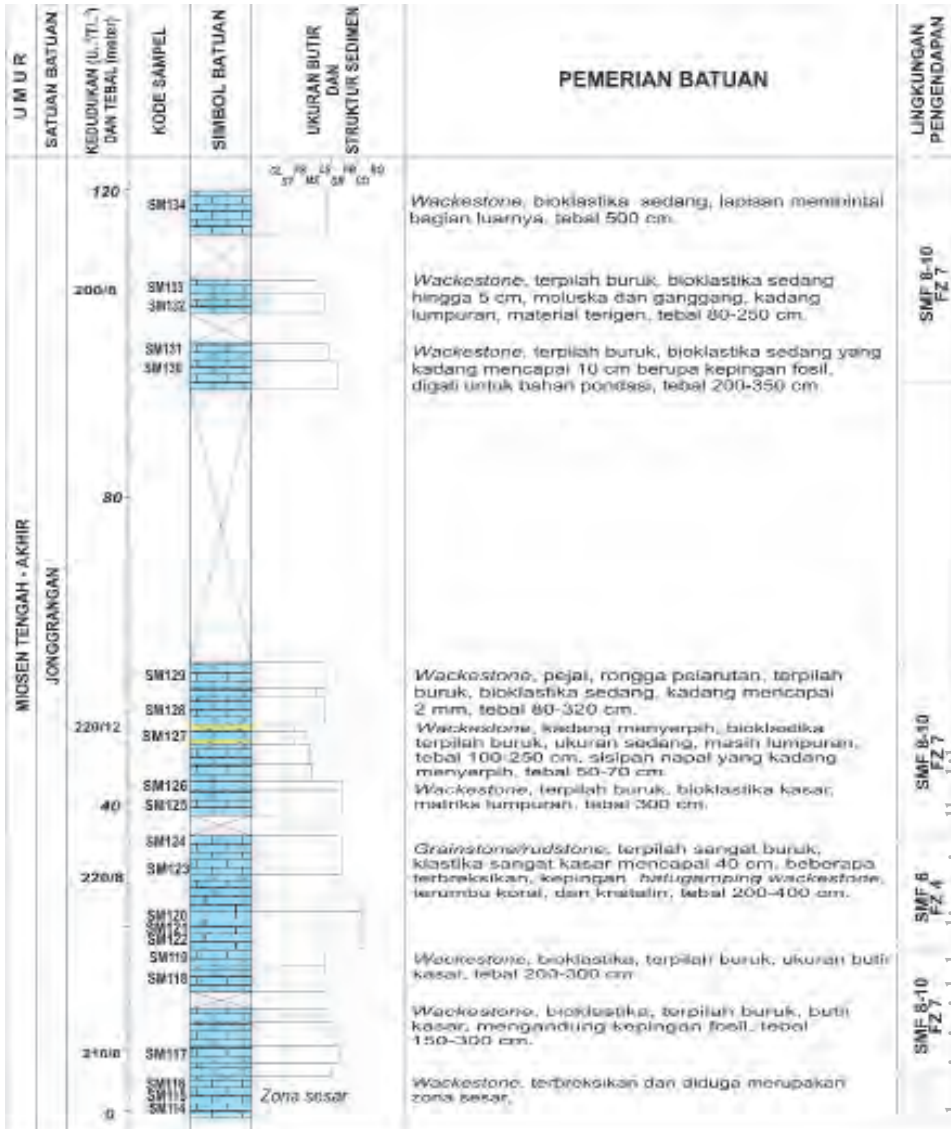 UMUR
SATUAN BATUAN
KEDUDUKAN (U..°T/..°)
DAN TEBAL (meter)
KODE SAMPEL
SIMBOL BATUAN
UKURAN BUTIR
DAN
STRUKTUR SEDIMEN
PEMERIAN BATUAN
LINGKUNGAN
PENGENDAPAN
MIOSEN TENGAH - AKHIR
JONGGRANGAN
120
SM134
Wackestone, bioklastika sedang, lapisan memintal
bagian luarnya, tebal 500 cm.
200/8
SM133
SM132
Wackestone, terpilah buruk, bioklastika sedang
hingga 5 cm, moluska dan ganggang, kadang
lumpuran, material terigen, tebal 80-250 cm.
SM131
SM130
Wackestone, terpilah buruk, bioklastika sedang yang
kadang mencapai 10 cm berupa kepingan fosil,
digali untuk bahan pondasi, tebal 200-350 cm
SMF 8-10
FZ 7
80
SM129
SM128
Wackestone, pejal, rongga pelarutan, terpilah
buruk, bioklastika sedang, kadang mencapai
2 mm, tebal 80-320 cm.
220/12
SM127
Wackestone, kadang menyerpih, bioklastika
terpilah buruk, ukuran sedang, masih lumpuran,
tebal 100-250 cm, sisipan napal yang kadang
menyerpih, tebal 50-70 cm.
SM126
40
SM125
Wackestone, terpilah buruk, bioklastika kasar,
matriks lumpuran, tebal 300 cm.
SMF 8-10
FZ 7
SM124
SM123
220/8
Grainstone/rudstone, terpilah sangat buruk,
klastika sangat kasar mencapai 40 cm, beberapa
terbreksikan, kepingan batugamping wackestone,
terumbu koral, dan kristalin, tebal 200-400 cm.
SMF 6
FZ 4
SM120
SM121
SM122
SM119
SM118
Wackestone, bioklastika, terpilah buruk, ukuran butir
kasar, tebal 200-300 cm
Wackestone, bioklastika, terpilah buruk, butir
kasar, mengandung kepingan fosil, tebal
150-300 cm.
SMF 8-10
FZ 7
210/8
SM117
SM116
SM115
SM114
0
Zona sesar
Wackestone, terbreksikan dan diduga merupakan
zona sesar.